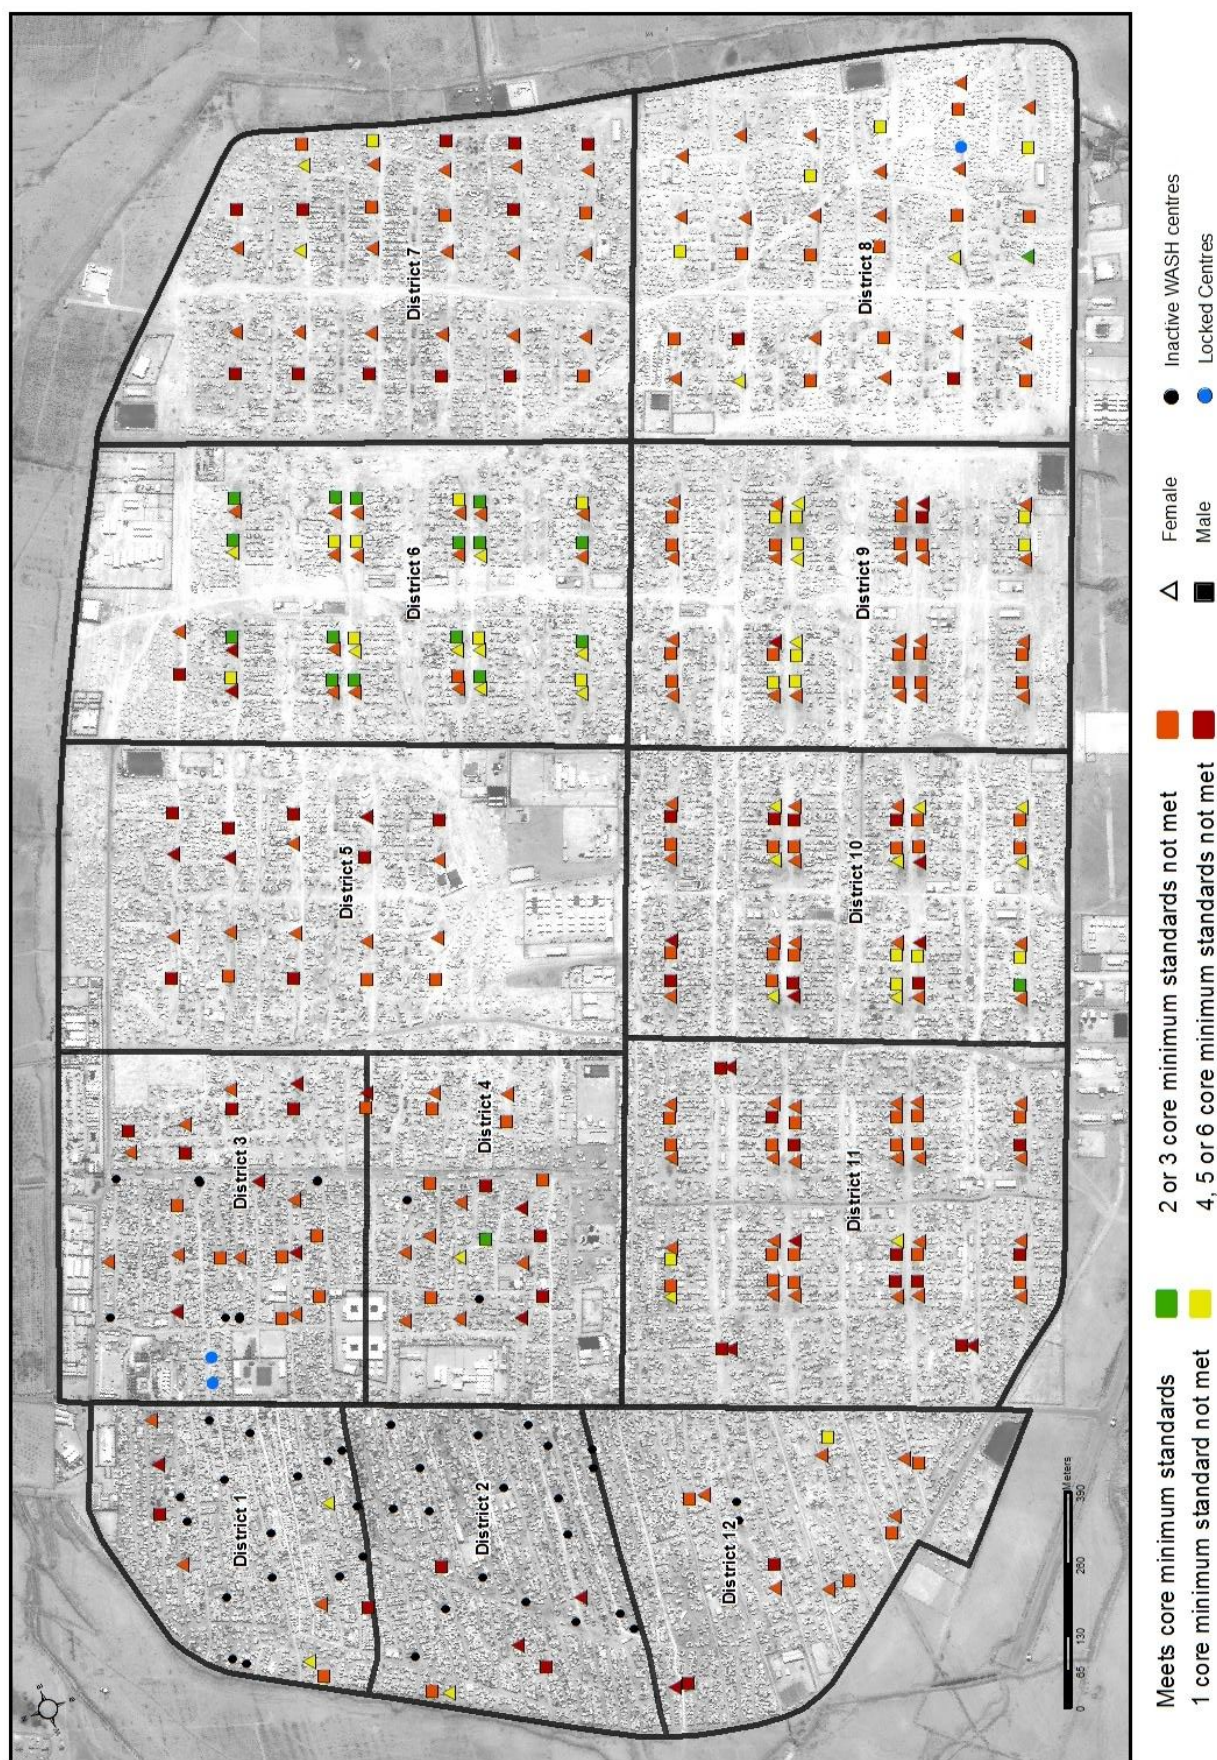 District 1
District 2
District 3
District 4
District 5
District 6
District 7
District 8
District 9
District 10
District 11
District 12
0 65 130 260 390
Meters
Meets core minimum standards
1 core minimum standard not met
2 or 3 core minimum standards not met
4, 5 or 6 core minimum standards not met
Female
Male
Inactive WASH centres
Locked Centres